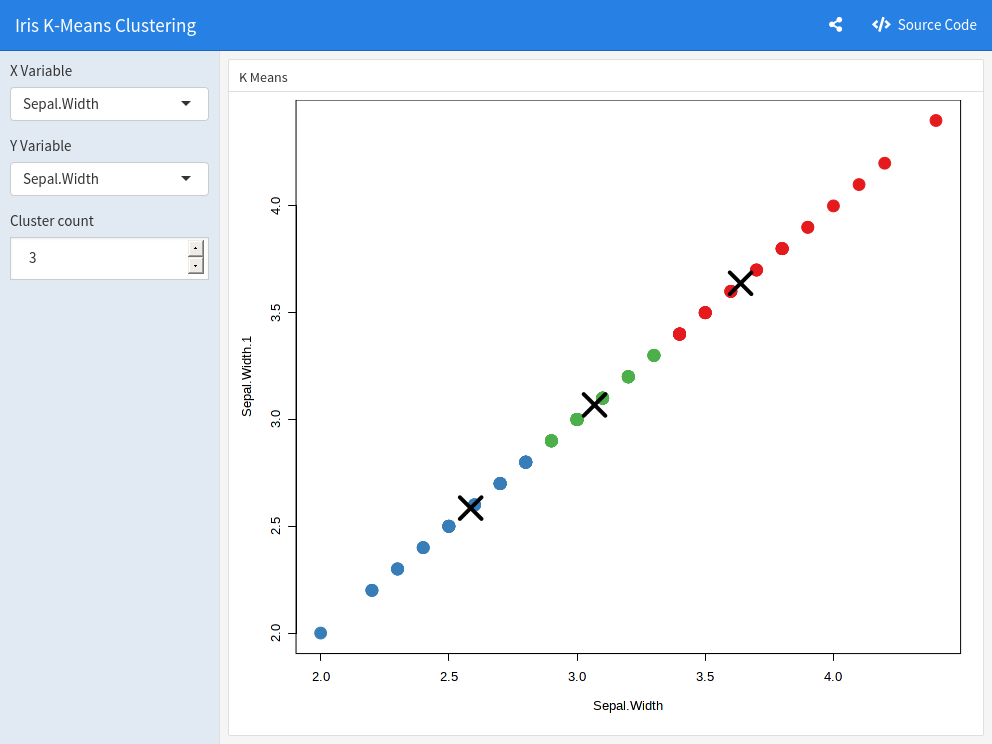 Iris K-Means Clustering
Source Code
X Variable
Sepal.Width
Y Variable
Sepal.Width
Cluster count
3
K Means
4.0
3.5
3.0
2.5
2.0
Sepal.Width.1
2.0 2.5 3.0 3.5 4.0
Sepal.Width